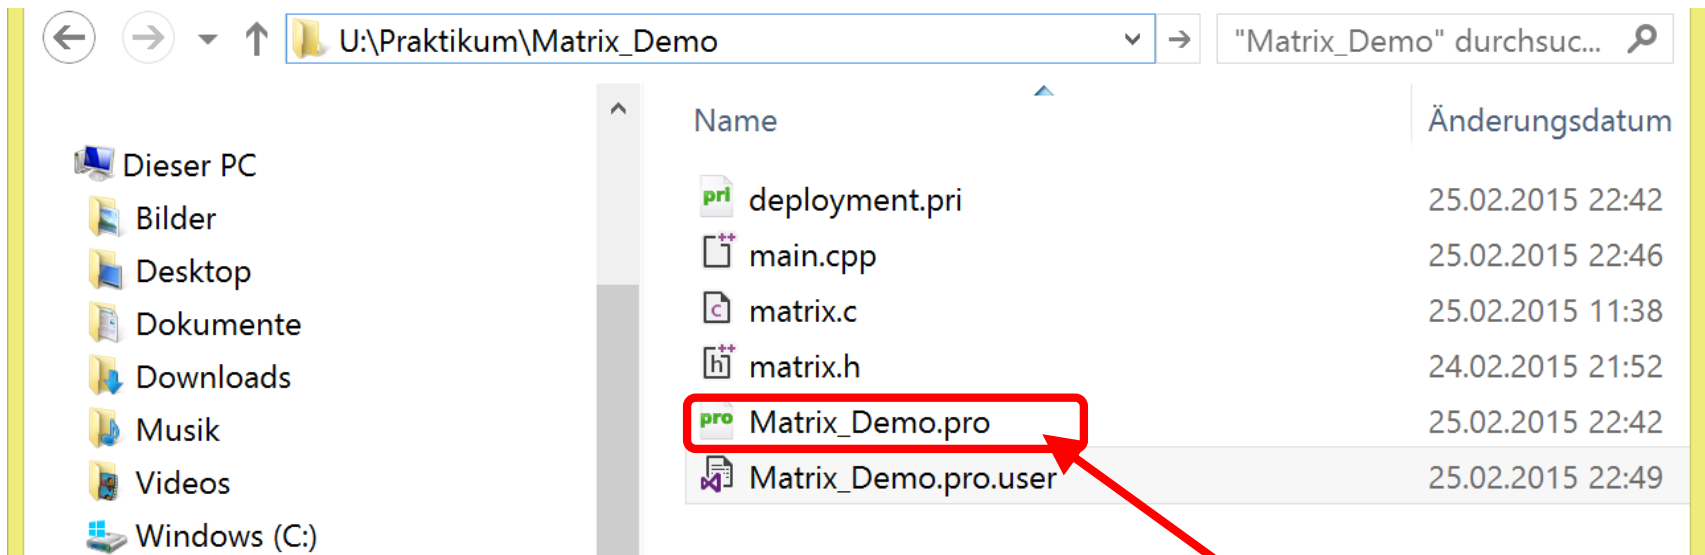 U:\Praktikum\Matrix_Demo
"Matrix_Demo" durchsuc...
Dieser PC
Bilder
Desktop
Dokumente
Downloads
Musik
Videos
Windows (C:)
Name Änderungsdatum
pri deployment.pri 25.02.2015 22:42
++ main.cpp 25.02.2015 22:46
c matrix.c 25.02.2015 11:38
h++ matrix.h 24.02.2015 21:52
pro Matrix_Demo.pro 25.02.2015 22:42
Matrix_Demo.pro.user 25.02.2015 22:49